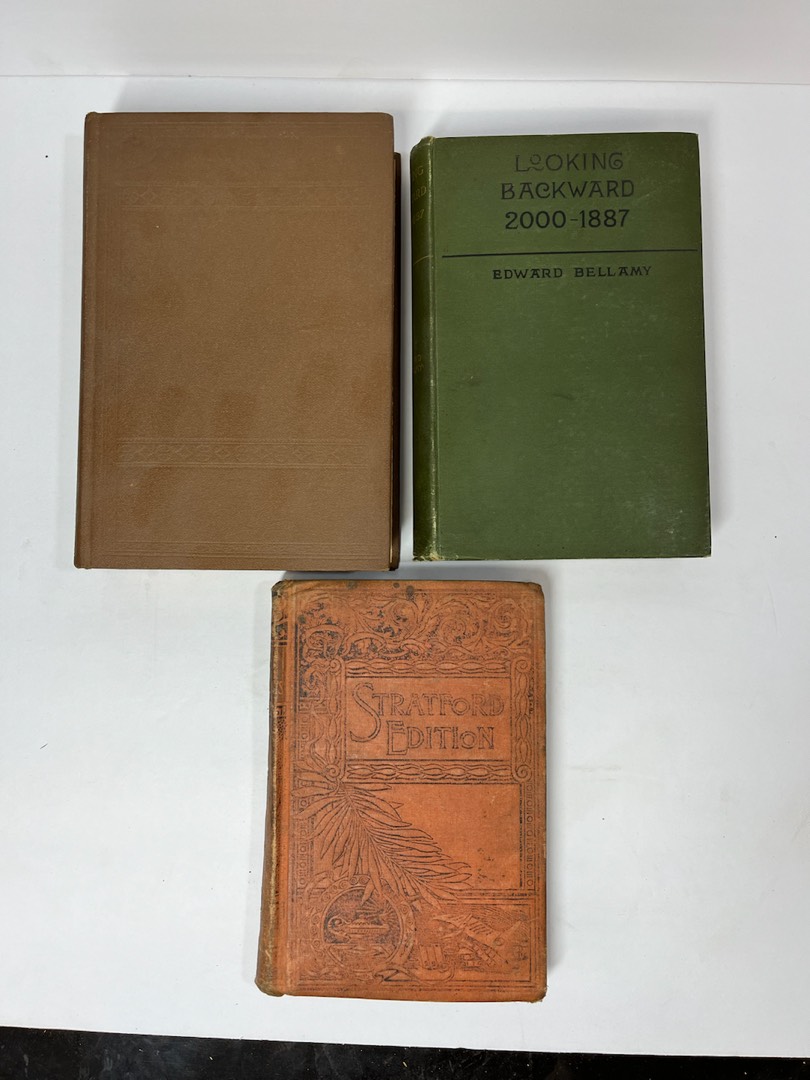 LOOKING
BACKWARD
2000-1887
EDWARD BELLAMY
STRATFORD
EDITION